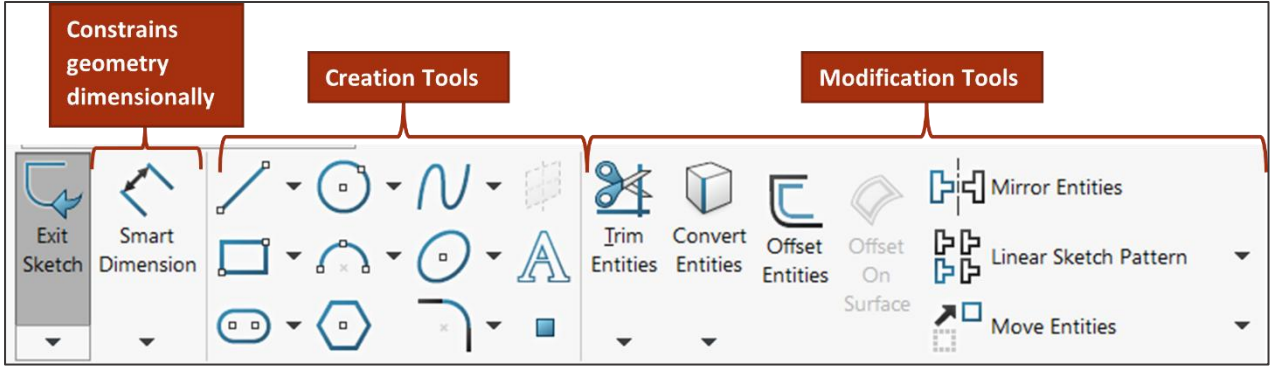 Constrains
geometry
dimensionally
Creation Tools
Modification Tools
Exit
Sketch
Smart
Dimension
A
Trim
Entities
Convert
Entities
Offset
Entities
Offset
On
Surface
Mirror Entities
Linear Sketch Pattern
Move Entities